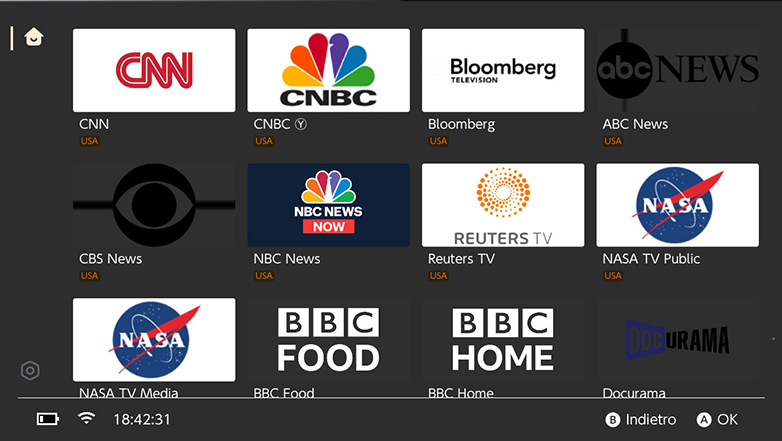 CNN
CNBC
Bloomberg
TELEVISION
abc NEWS
CNN
CNBC Ⓨ
Bloomberg
ABC News
USA
USA
USA
USA
NBC NEWS
NOW
REUTERS TV
NASA
CBS News
NBC News
Reuters TV
NASA TV Public
USA
USA
USA
USA
NASA
BBC
FOOD
BBC
HOME
DOCURAMA
NASA TV Media
BBC Food
BBC Home
Docurama
18:42:31
B Indietro
A OK